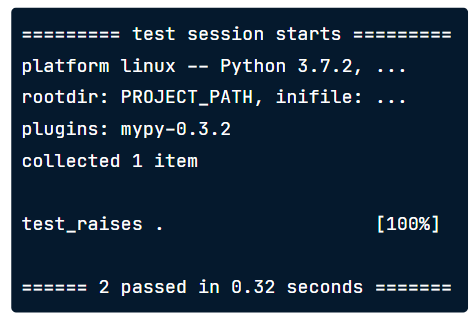 ========= test session starts =========
platform linux -- Python 3.7.2, ...
rootdir: PROJECT_PATH, inifile: ...
plugins: mypy-0.3.2
collected 1 item
test_raises . [100%]
====== 2 passed in 0.32 seconds =======